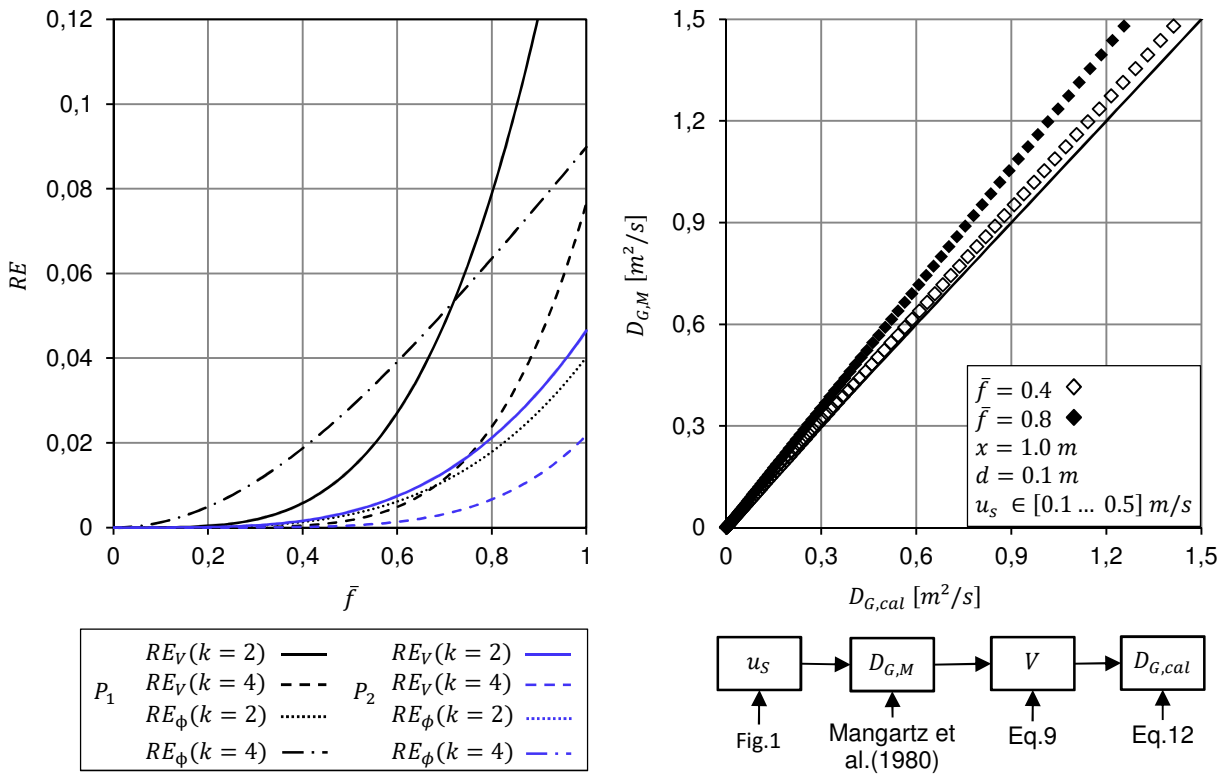 0,12
0,1
0,08
0,06
0,04
0,02
0
RE
0 0,2 0,4 0,6 0,8 1
f̄
P₁
RE_V(k = 2)
RE_V(k = 4)
RE_ϕ(k = 2)
RE_ϕ(k = 4)
P₂
RE_V(k = 2)
RE_V(k = 4)
RE_ϕ(k = 2)
RE_ϕ(k = 4)
1,5
1,2
0,9
0,6
0,3
0
D_{G,M} [m²/s]
f̄ = 0.4
f̄ = 0.8
x = 1.0 m
d = 0.1 m
u_s ∈ [0.1 … 0.5] m/s
0 0,3 0,6 0,9 1,2 1,5
D_{G,cal} [m²/s]
u_S
D_{G,M}
V
D_{G,cal}
Fig.1
Mangartz et
al.(1980)
Eq.9
Eq.12